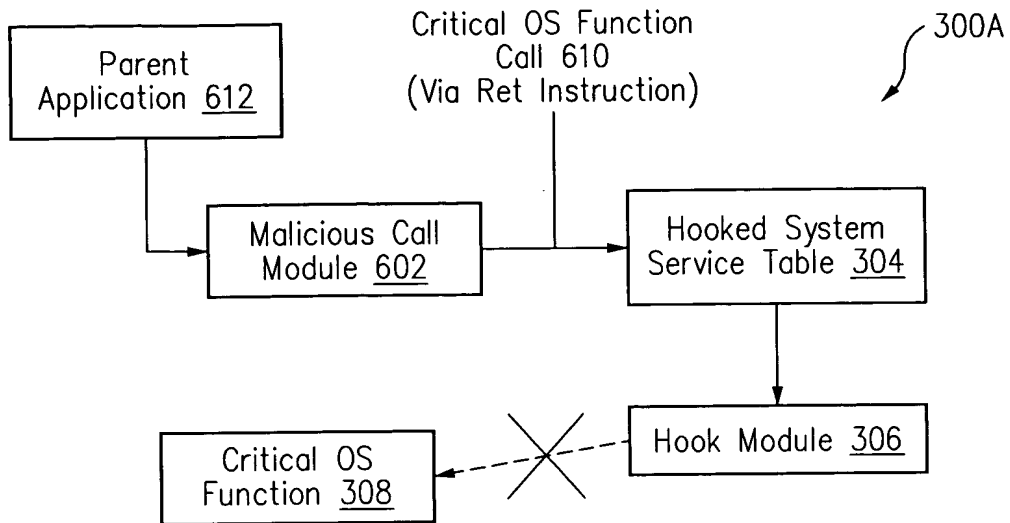 Parent
Application 612
Critical OS Function
Call 610
(Via Ret Instruction)
300A
Malicious Call
Module 602
Hooked System
Service Table 304
Hook Module 306
Critical OS
Function 308